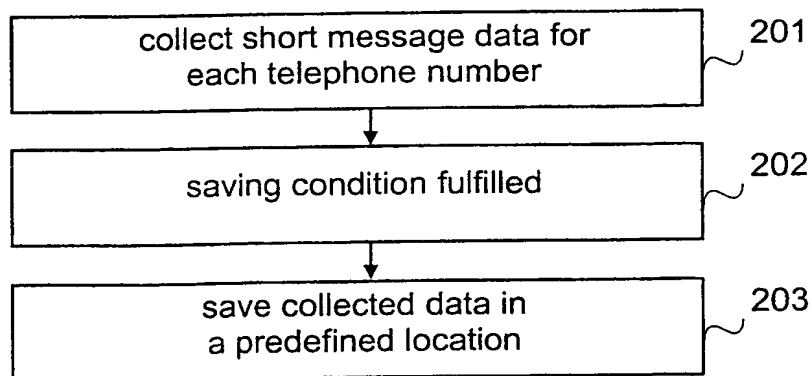 collect short message data for
each telephone number
201
saving condition fulfilled
202
save collected data in
a predefined location
203